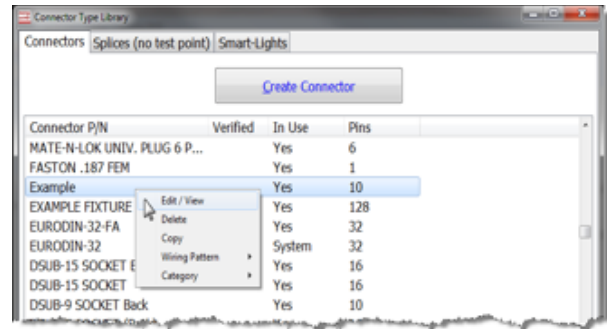 Connector Type Library
Connectors Splices (no test point) Smart-Lights
Create Connector
Connector P/N Verified In Use Pins
MATE-N-LOK UNIV. PLUG 6 P... Yes 6
FASTON .187 FEM Yes 1
Example Yes 10
EXAMPLE FIXTURE Yes 128
EURODIN-32-FA Yes 32
EURODIN-32 System 32
DSUB-15 SOCKET Yes 16
DSUB-15 SOCKET Yes 16
DSUB-9 SOCKET Back Yes 10
Edit / View
Delete
Copy
Wiring Pattern
Category